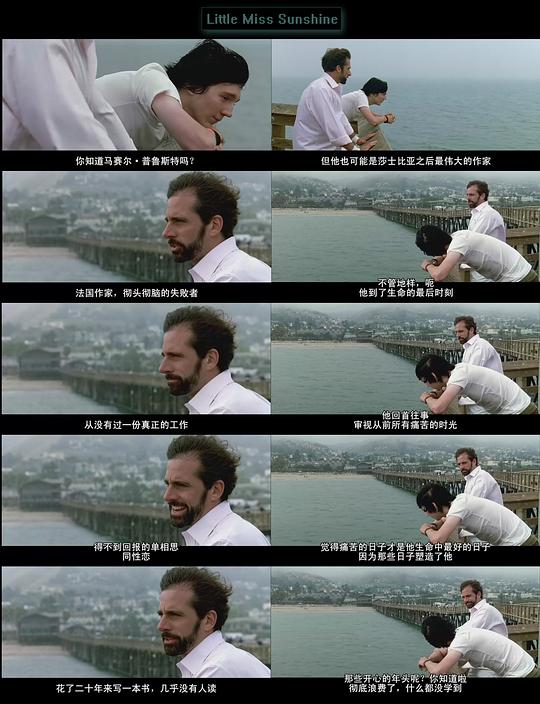 Little Miss Sunshine
你知道马赛尔·普鲁斯特吗?
法国作家，彻头彻脑的失败者
从没有过一份真正的工作
得不到回报的单相思
同性恋
花了二十年来写一本书，几乎没有人读
但他也可能是莎士比亚之后最伟大的作家
不管地样，呃
他到了生命的最后时刻
他回首往事
审视从前所有痛苦的时光
觉得痛苦的日子才是他生命中最好的日子
因为那些日子塑造了他
那些开心的年头呢？你知道啦
彻底浪费了，什么都没学到